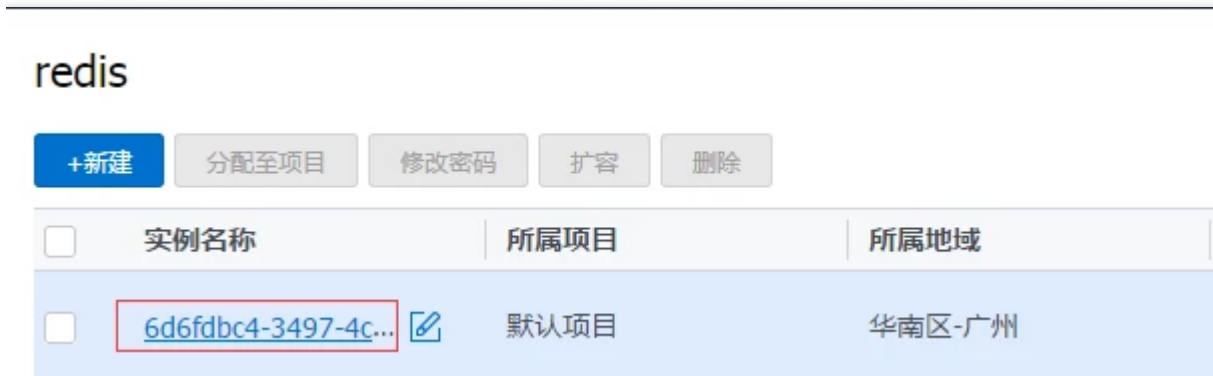 redis
+新建 分配至项目 修改密码 扩容 删除
实例名称 所属项目 所属地域
6d6fdbc4-3497-4c... 默认项目 华南区-广州